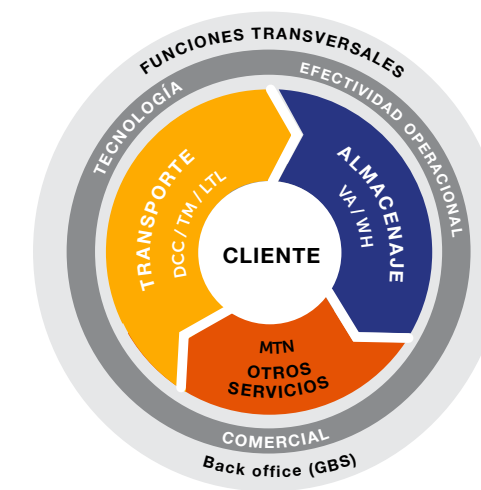 FUNCIONES TRANSVERSALES
TECNOLOGÍA
EFECTIVIDAD OPERACIONAL
TRANSPORTE
DCC / TM / LTL
ALMACENAJE
VA / WH
CLIENTE
MTN
OTROS
SERVICIOS
COMERCIAL
Back office (GBS)